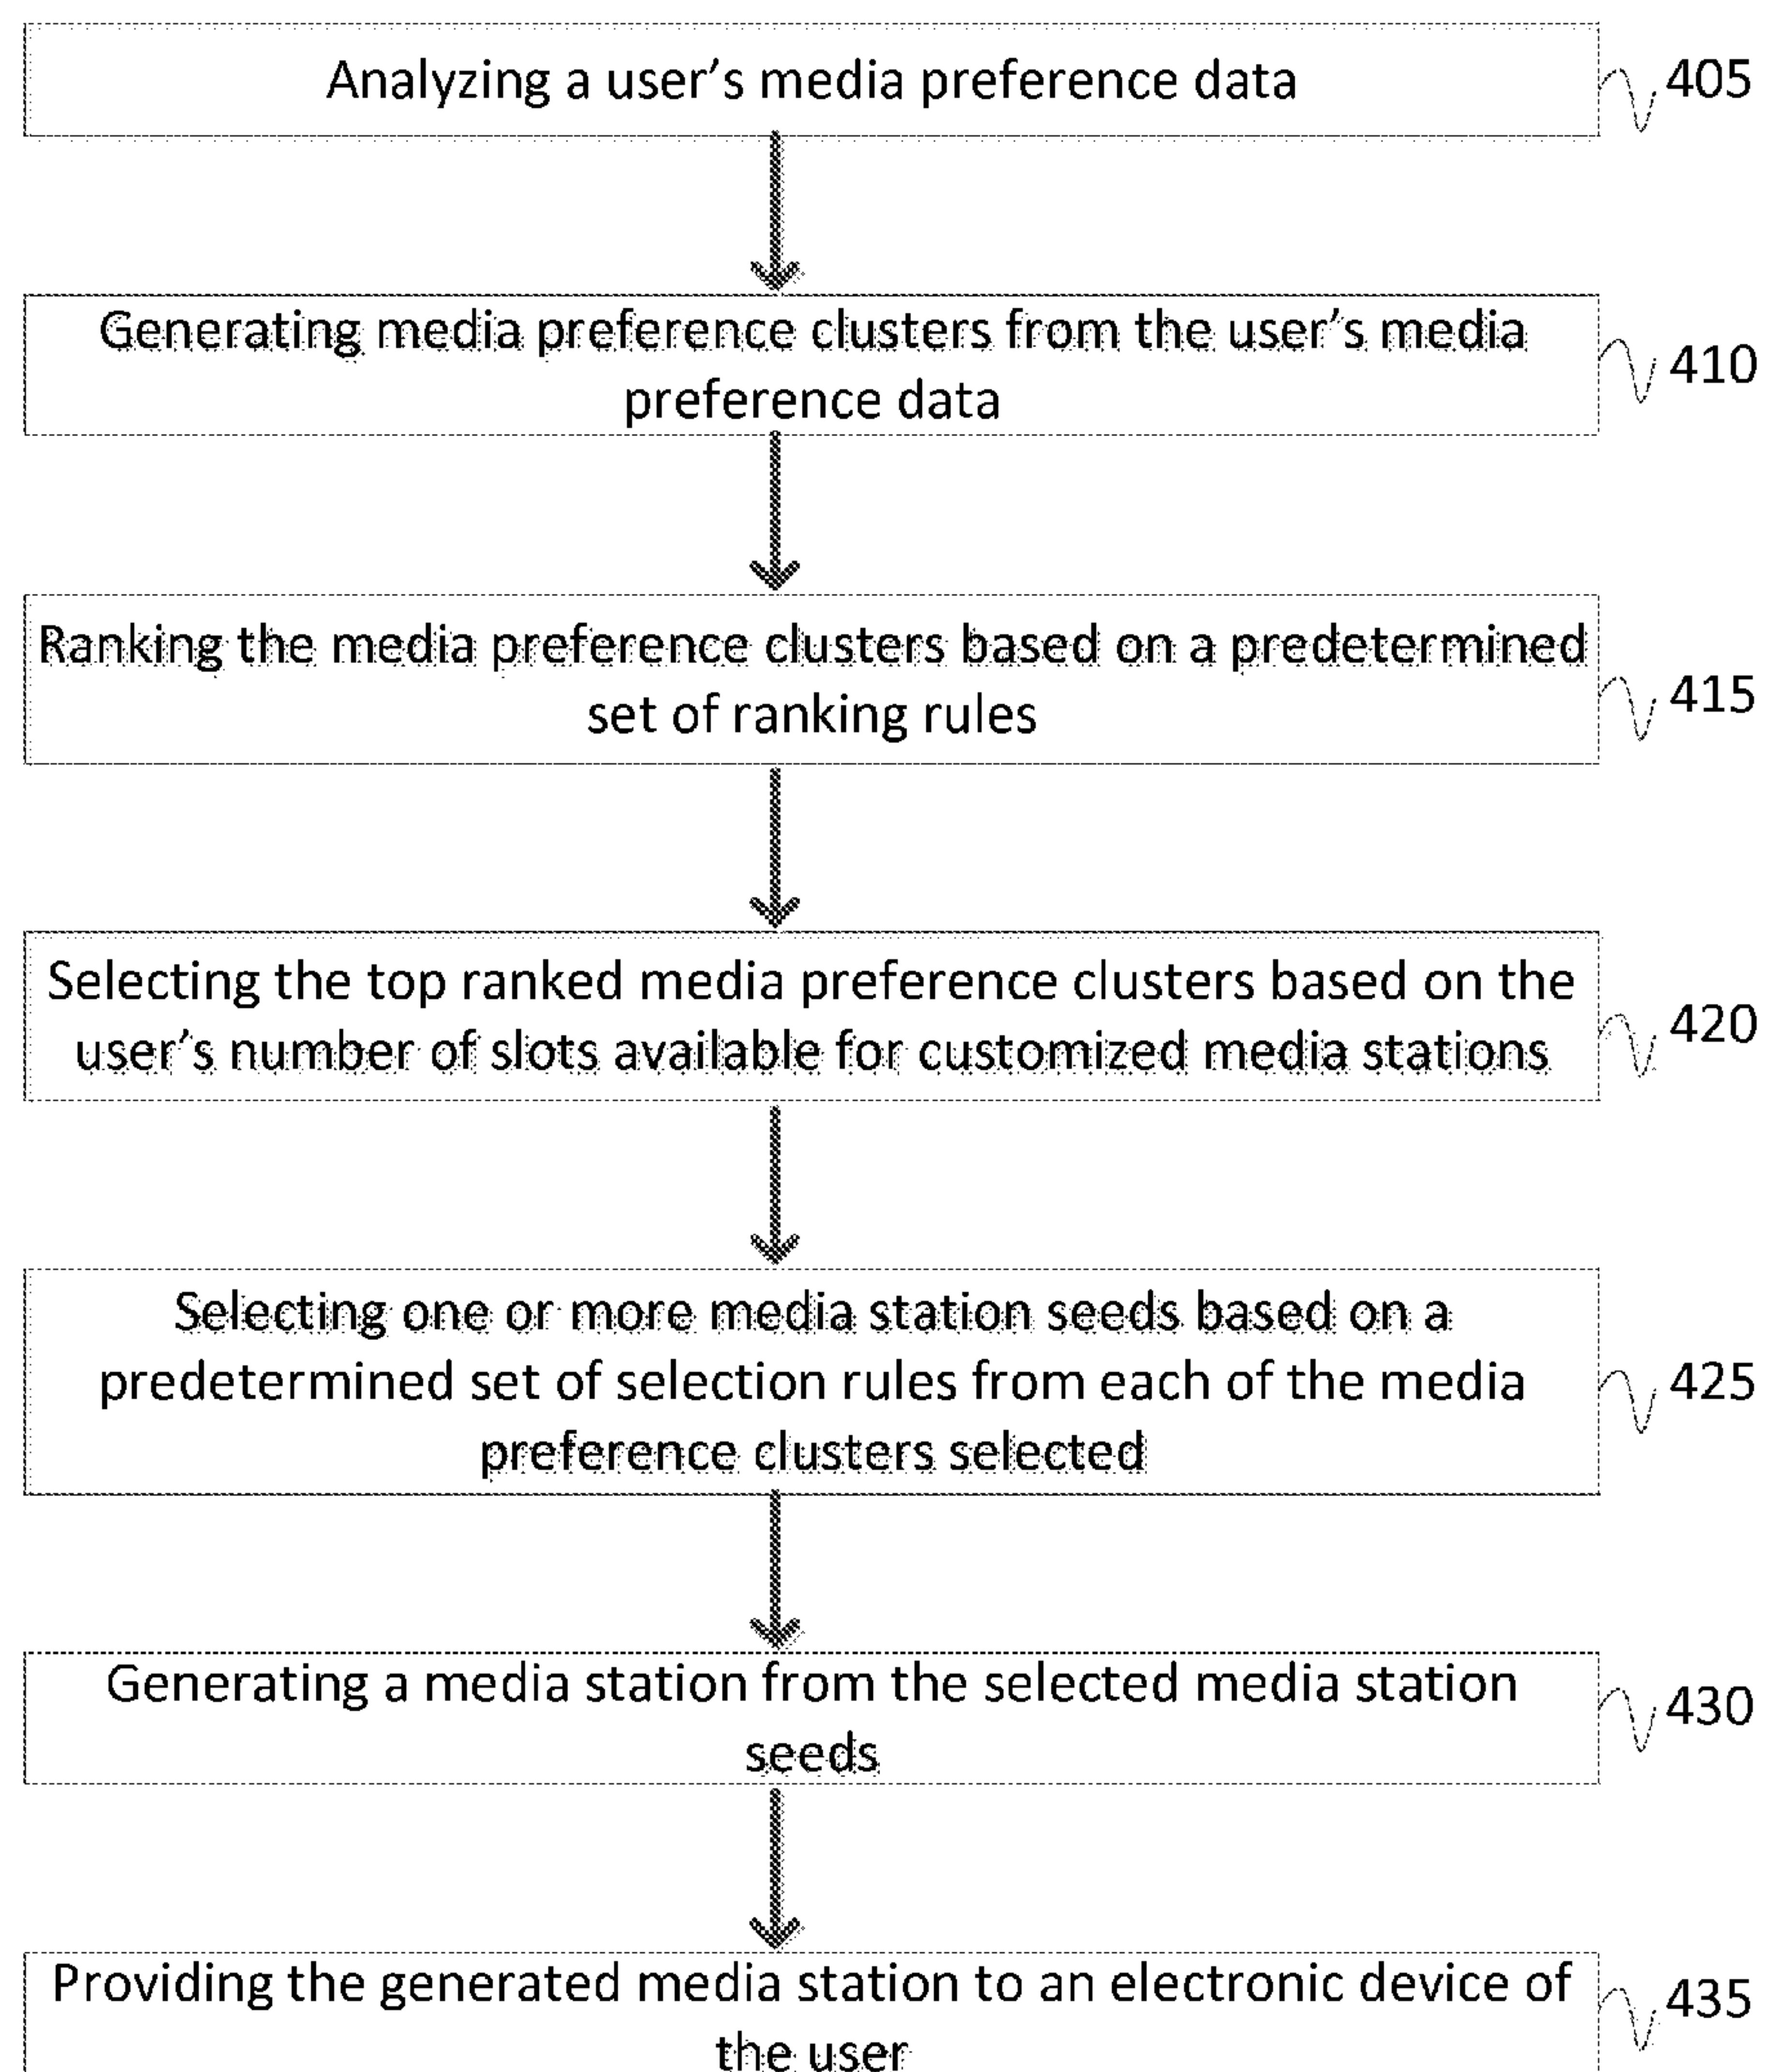 Analyzing a user's media preference data
405
Generating media preference clusters from the user's media
preference data
410
Ranking the media preference clusters based on a predetermined
set of ranking rules
415
Selecting the top ranked media preference clusters based on the
user's number of slots available for customized media stations
420
Selecting one or more media station seeds based on a
predetermined set of selection rules from each of the media
preference clusters selected
425
Generating a media station from the selected media station
seeds
430
Providing the generated media station to an electronic device of
the user
435